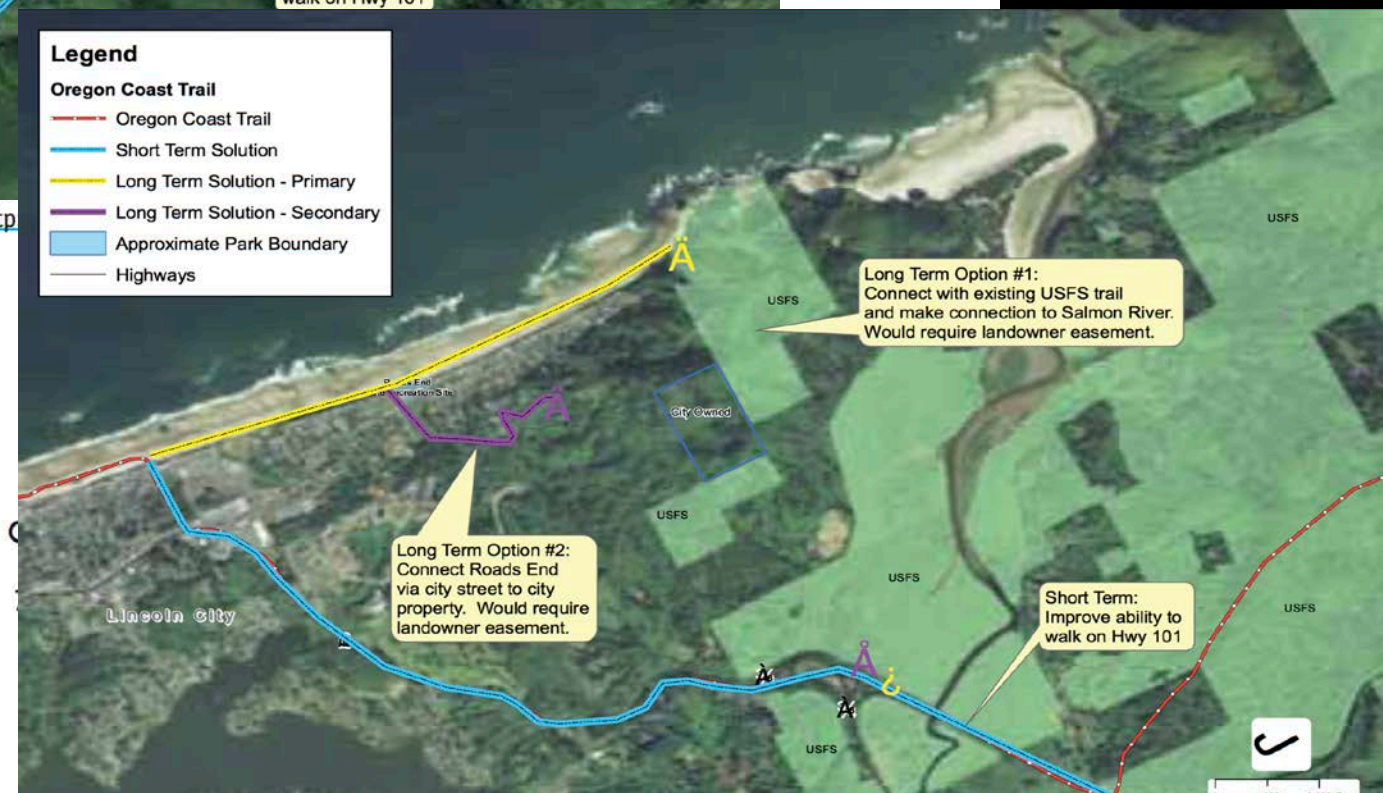 walk on Hwy 101
Legend
Oregon Coast Trail
Oregon Coast Trail
Short Term Solution
Long Term Solution - Primary
Long Term Solution - Secondary
Approximate Park Boundary
Highways
USFS
Long Term Option #1:
Connect with existing USFS trail
and make connection to Salmon River.
Would require landowner easement.
USFS
Ä
Roads End
Å
City Owned
USFS
Long Term Option #2:
Connect Roads End
via city street to city
property. Would require
landowner easement.
USFS
Short Term:
Improve ability to
walk on Hwy 101
USFS
Lincoln City
Å
¿
À
À
USFS